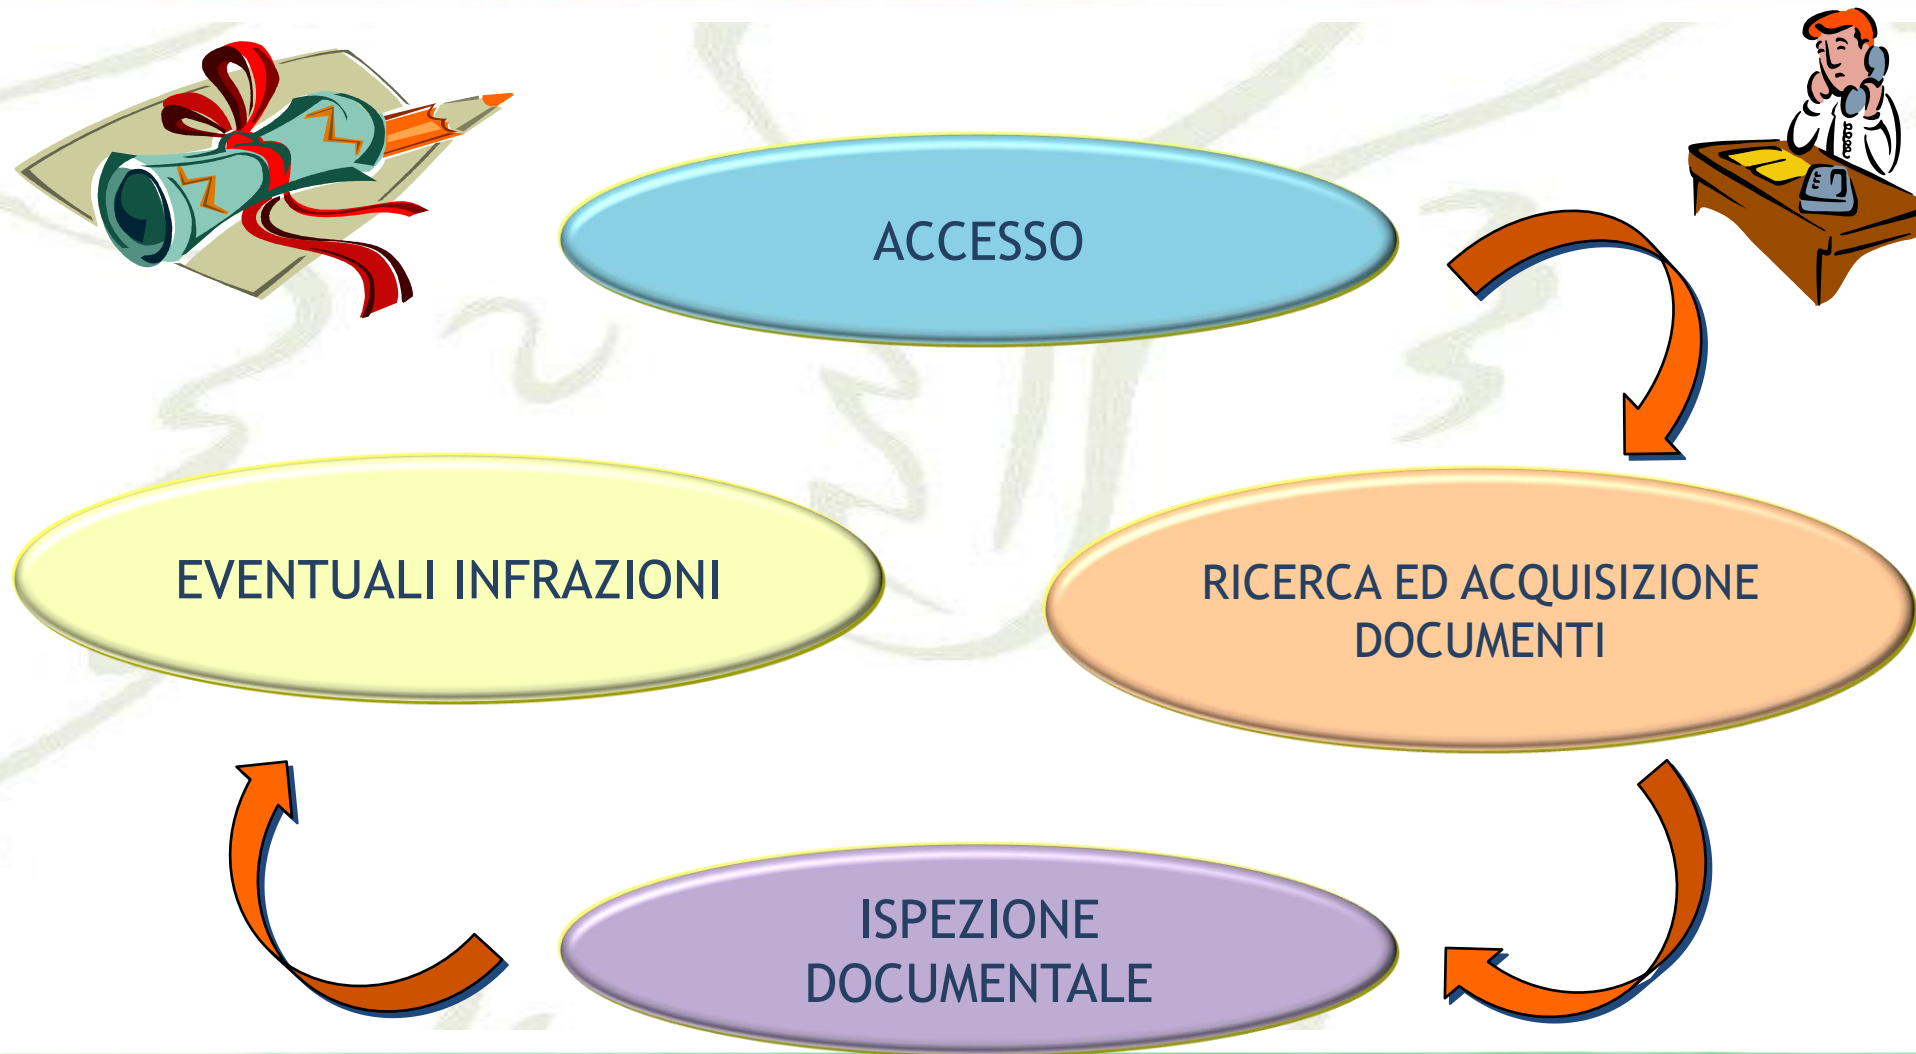 ACCESSO
EVENTUALI INFRAZIONI
RICERCA ED ACQUISIZIONE
DOCUMENTI
ISPEZIONE
DOCUMENTALE